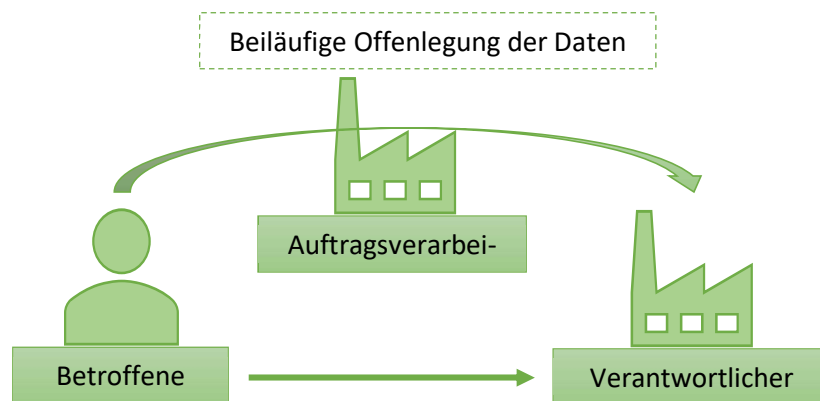 Beiläufige Offenlegung der Daten
Auftragsverarbei-
Betroffene
Verantwortlicher